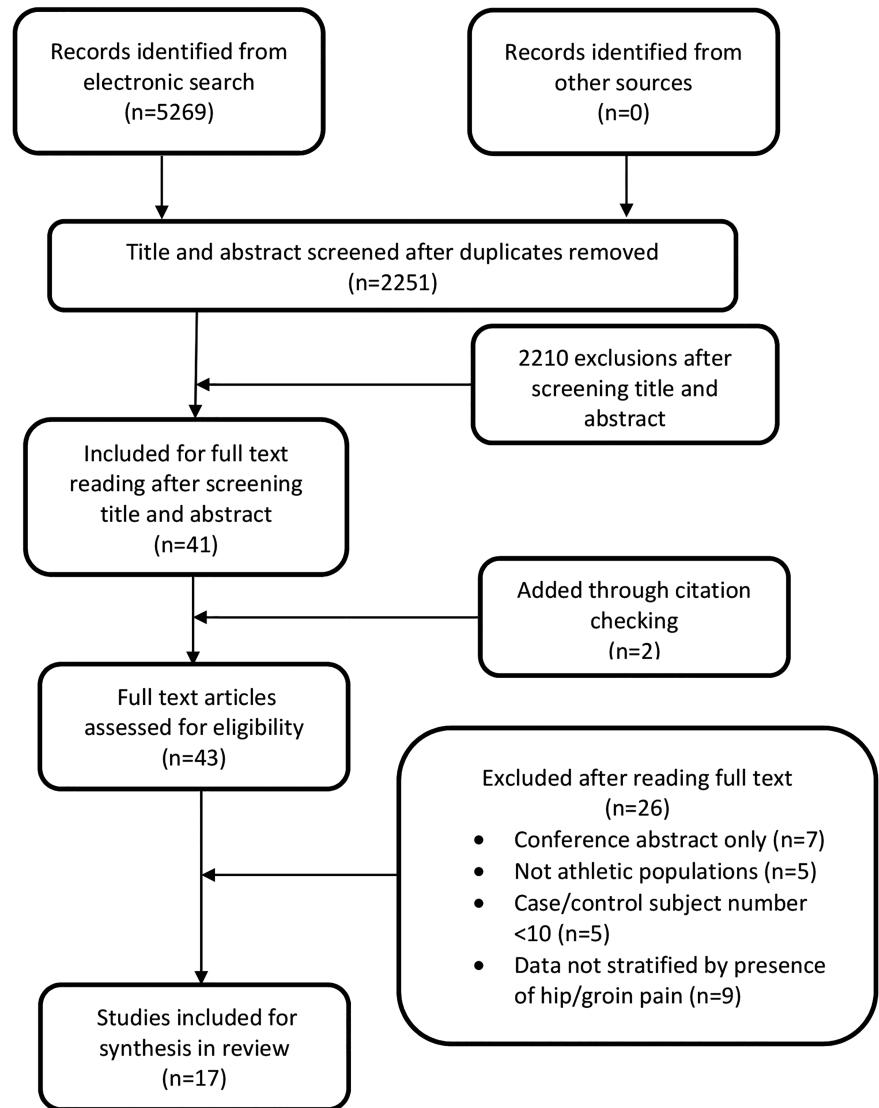 Records identified from
electronic search
(n=5269)
Records identified from
other sources
(n=0)
Title and abstract screened after duplicates removed
(n=2251)
2210 exclusions after
screening title and
abstract
Included for full text
reading after screening
title and abstract
(n=41)
Added through citation
checking
(n=2)
Full text articles
assessed for eligibility
(n=43)
Excluded after reading full text
(n=26)
• Conference abstract only (n=7)
• Not athletic populations (n=5)
• Case/control subject number
<10 (n=5)
• Data not stratified by presence
of hip/groin pain (n=9)
Studies included for
synthesis in review
(n=17)